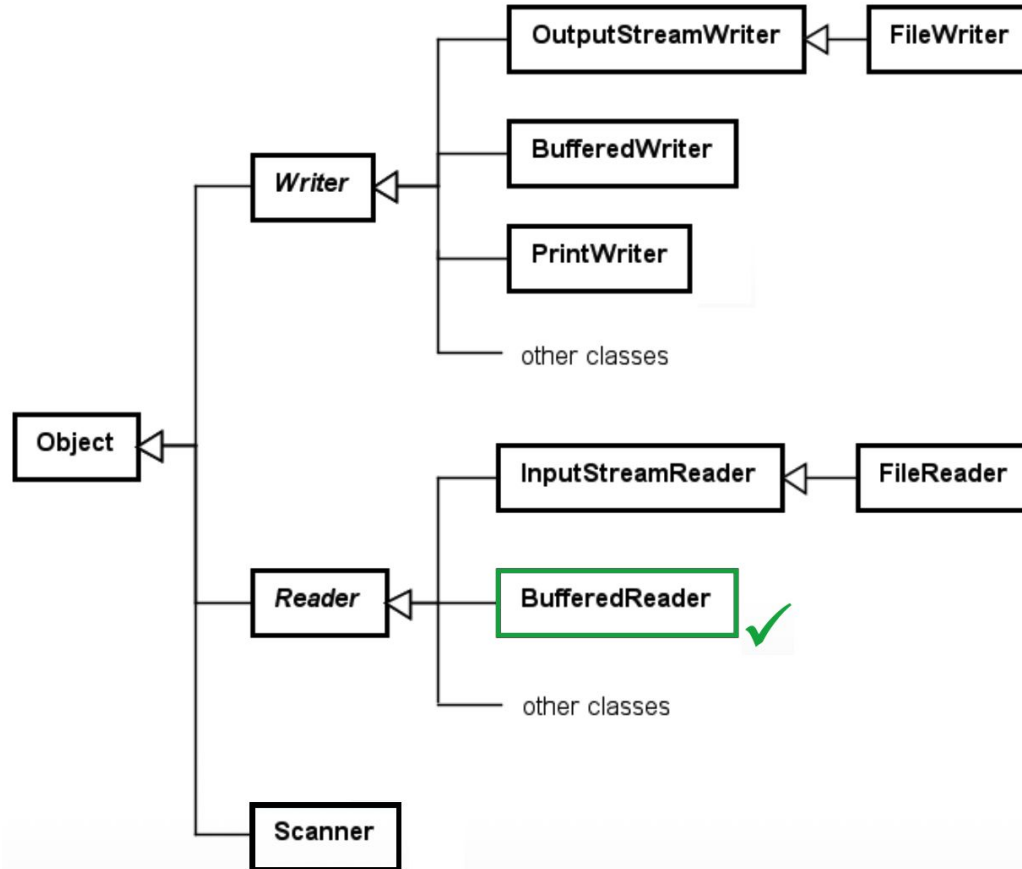 OutputStreamWriter
FileWriter
BufferedWriter
Writer
PrintWriter
other classes
Object
InputStreamReader
FileReader
Reader
BufferedReader
other classes
Scanner